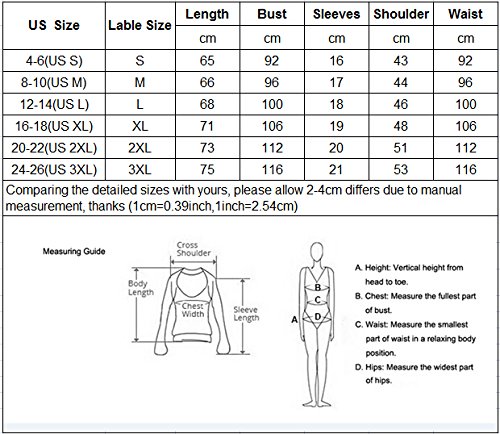 US Size Lable Size Length Bust Sleeves Shoulder Waist
cm cm cm cm cm
4-6(US S) S 65 92 16 43 92
8-10(US M) M 66 96 17 44 96
12-14(US L) L 68 100 18 46 100
16-18(US XL) XL 71 106 19 48 106
20-22(US 2XL) 2XL 73 112 20 51 112
24-26(US 3XL) 3XL 75 116 21 53 116
Comparing the detailed sizes with yours, please allow 2-4cm differs due to manual
measurement, thanks (1cm=0.39inch,1inch=2.54cm)
Measuring Guide
Cross
Shoulder
Body
Length
Chest
Width
Sleeve
Length
B
C
A
D
A. Height: Vertical height from
head to toe.
B. Chest: Measure the fullest part
of bust.
C. Waist: Measure the smallest
part of waist in a relaxing body
position.
D. Hips: Measure the widest part
of hips.